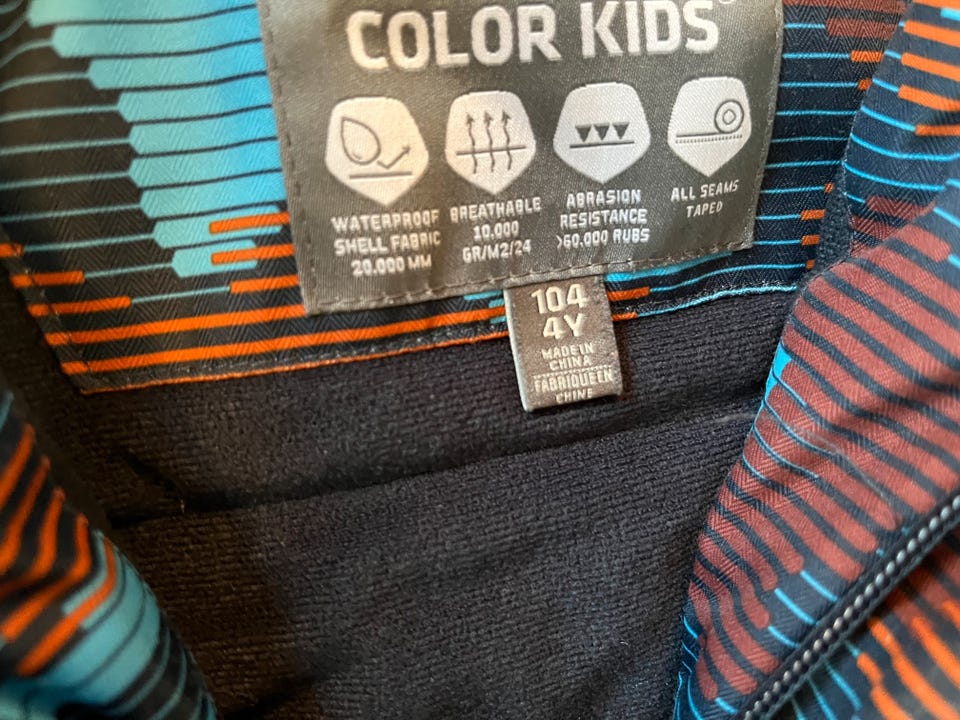 COLOR KIDS
WATERPROOF
SHELL FABRIC
20.000 MM
BREATHABLE
10.000
GR/M2/24
ABRASION
RESISTANCE
>60.000 RUBS
ALL SEAMS
TAPED
104
4Y
MADE IN
CHINA
FABRIQUE EN
CHINE